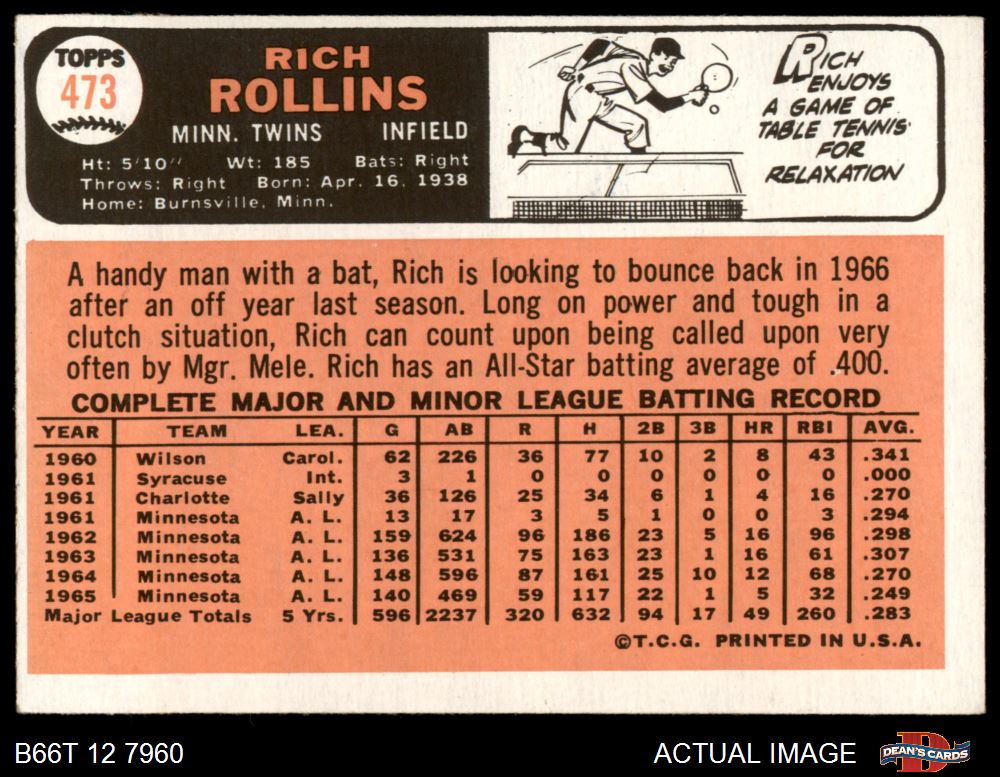 TOPPS
473
RICH
ROLLINS
MINN. TWINS INFIELD
Ht: 5'10" Wt: 185 Bats: Right
Throws: Right Born: Apr. 16, 1938
Home: Burnsville, Minn.
RICH
ENJOYS
A GAME OF
TABLE TENNIS
FOR
RELAXATION
A handy man with a bat, Rich is looking to bounce back in 1966
after an off year last season. Long on power and tough in a
clutch situation, Rich can count upon being called upon very
often by Mgr. Mele. Rich has an All-Star batting average of .400.
COMPLETE MAJOR AND MINOR LEAGUE BATTING RECORD
YEAR TEAM LEA. G AB R H 2B 3B HR RBI AVG.
1960 Wilson Carol. 62 226 36 77 10 2 8 43 .341
1961 Syracuse Int. 3 1 0 0 0 0 0 0 .000
1961 Charlotte Sally 36 126 25 34 6 1 4 16 .270
1961 Minnesota A. L. 13 17 3 5 1 0 0 3 .294
1962 Minnesota A. L. 159 624 96 186 23 5 16 96 .298
1963 Minnesota A. L. 136 531 75 163 23 1 16 61 .307
1964 Minnesota A. L. 148 596 87 161 25 10 12 68 .270
1965 Minnesota A. L. 140 469 59 117 22 1 5 32 .249
Major League Totals 5 Yrs. 596 2237 320 632 94 17 49 260 .283
©T.C.G. PRINTED IN U.S.A.
B66T 12 7960 ACTUAL IMAGE
DEAN'S CARDS